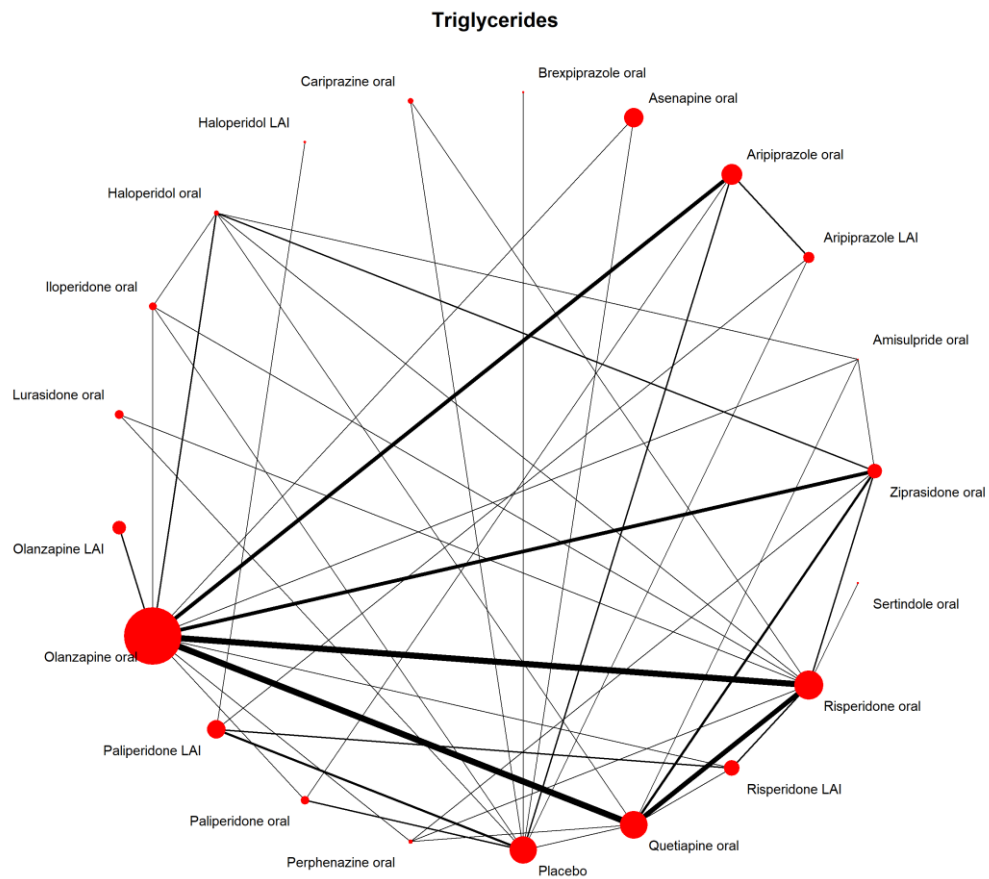 Triglycerides
Brexpiprazole oral
Cariprazine oral
Asenapine oral
Haloperidol LAI
Aripiprazole oral
Haloperidol oral
Aripiprazole LAI
Iloperidone oral
Amisulpride oral
Lurasidone oral
Ziprasidone oral
Olanzapine LAI
Sertindole oral
Olanzapine oral
Risperidone oral
Paliperidone LAI
Risperidone LAI
Paliperidone oral
Quetiapine oral
Perphenazine oral
Placebo